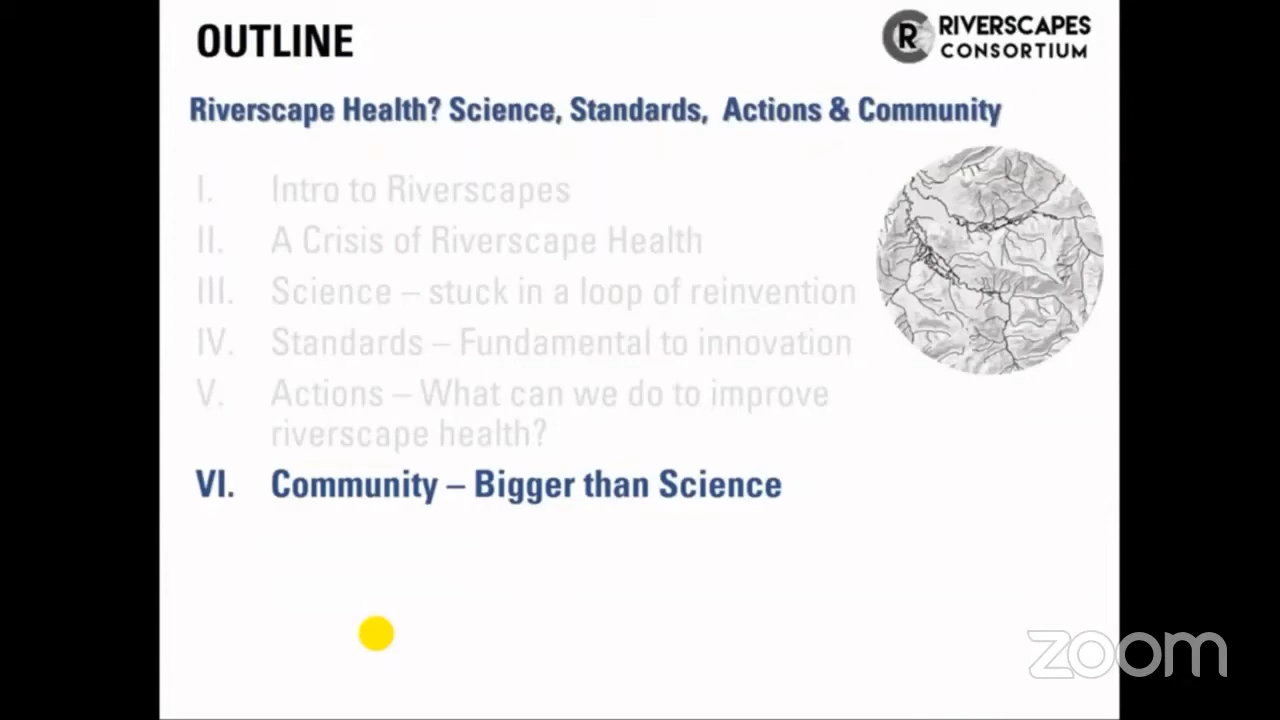 OUTLINE
RIVERSCAPES
CONSORTIUM
Riverscape Health? Science, Standards, Actions & Community
I. Intro to Riverscapes
II. A Crisis of Riverscape Health
III. Science – stuck in a loop of reinvention
IV. Standards – Fundamental to innovation
V. Actions – What can we do to improve
riverscape health?
VI. Community – Bigger than Science
zoom